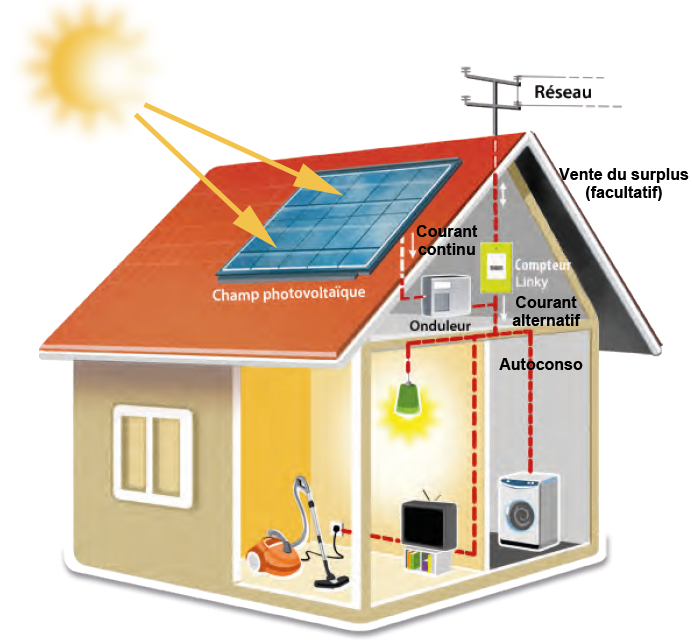 Réseau
Vente du surplus
(facultatif)
Courant
continu
Compteur
Linky
Champ photovoltaïque
Courant
alternatif
Onduleur
Autoconso